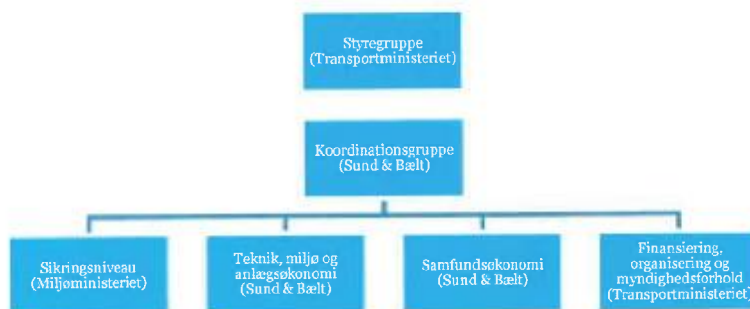 Styregruppe
(Transportministeriet)
Koordinationsgruppe
(Sund & Bælt)
Sikringsniveau
(Miljøministeriet)
Teknik, miljø og
anlægsøkonomi
(Sund & Bælt)
Samfundsøkonomi
(Sund & Bælt)
Finansiering,
organisering og
myndighedsforhold
(Transportministeriet)